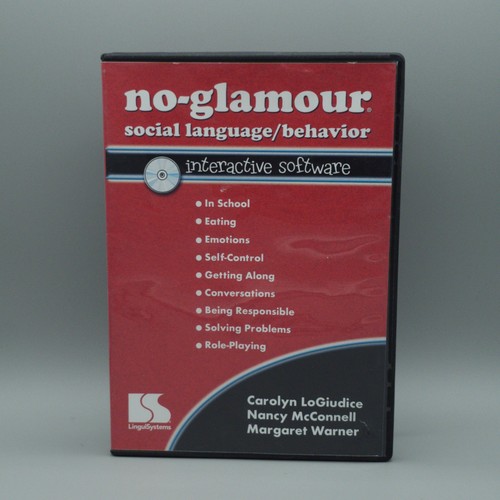 no-glamour®
social language/behavior
interactive software
• In School
• Eating
• Emotions
• Self-Control
• Getting Along
• Conversations
• Being Responsible
• Solving Problems
• Role-Playing
Carolyn LoGiudice
Nancy McConnell
Margaret Warner
LinguiSystems